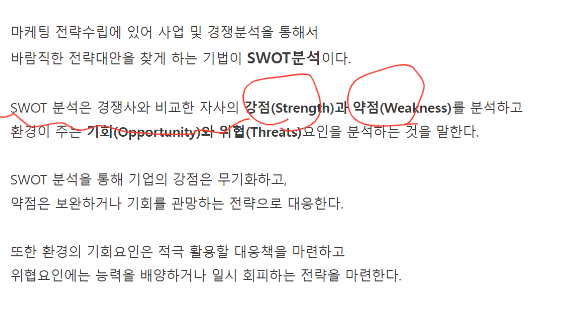 마케팅 전략수립에 있어 사업 및 경쟁분석을 통해서
바람직한 전략대안을 찾게 하는 기법이 SWOT분석이다.
SWOT 분석은 경쟁사와 비교한 자사의 강점(Strength)과 약점(Weakness)를 분석하고
환경이 주는 기회(Opportunity)와 위협(Threats)요인을 분석하는 것을 말한다.
SWOT 분석을 통해 기업의 강점은 무기화하고,
약점은 보완하거나 기회를 관망하는 전략으로 대응한다.
또한 환경의 기회요인은 적극 활용할 대응책을 마련하고
위협요인에는 능력을 배양하거나 일시 회피하는 전략을 마련한다.